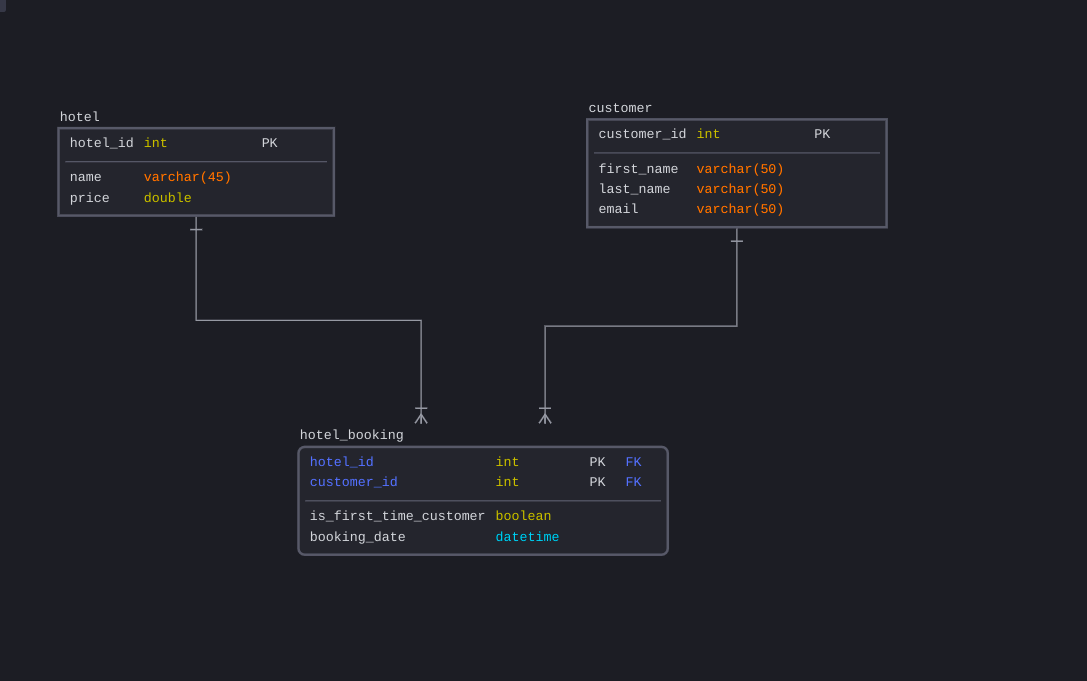 hotel
hotel_id int PK
name varchar(45)
price double
customer
customer_id int PK
first_name varchar(50)
last_name varchar(50)
email varchar(50)
hotel_booking
hotel_id int PK FK
customer_id int PK FK
is_first_time_customer boolean
booking_date datetime